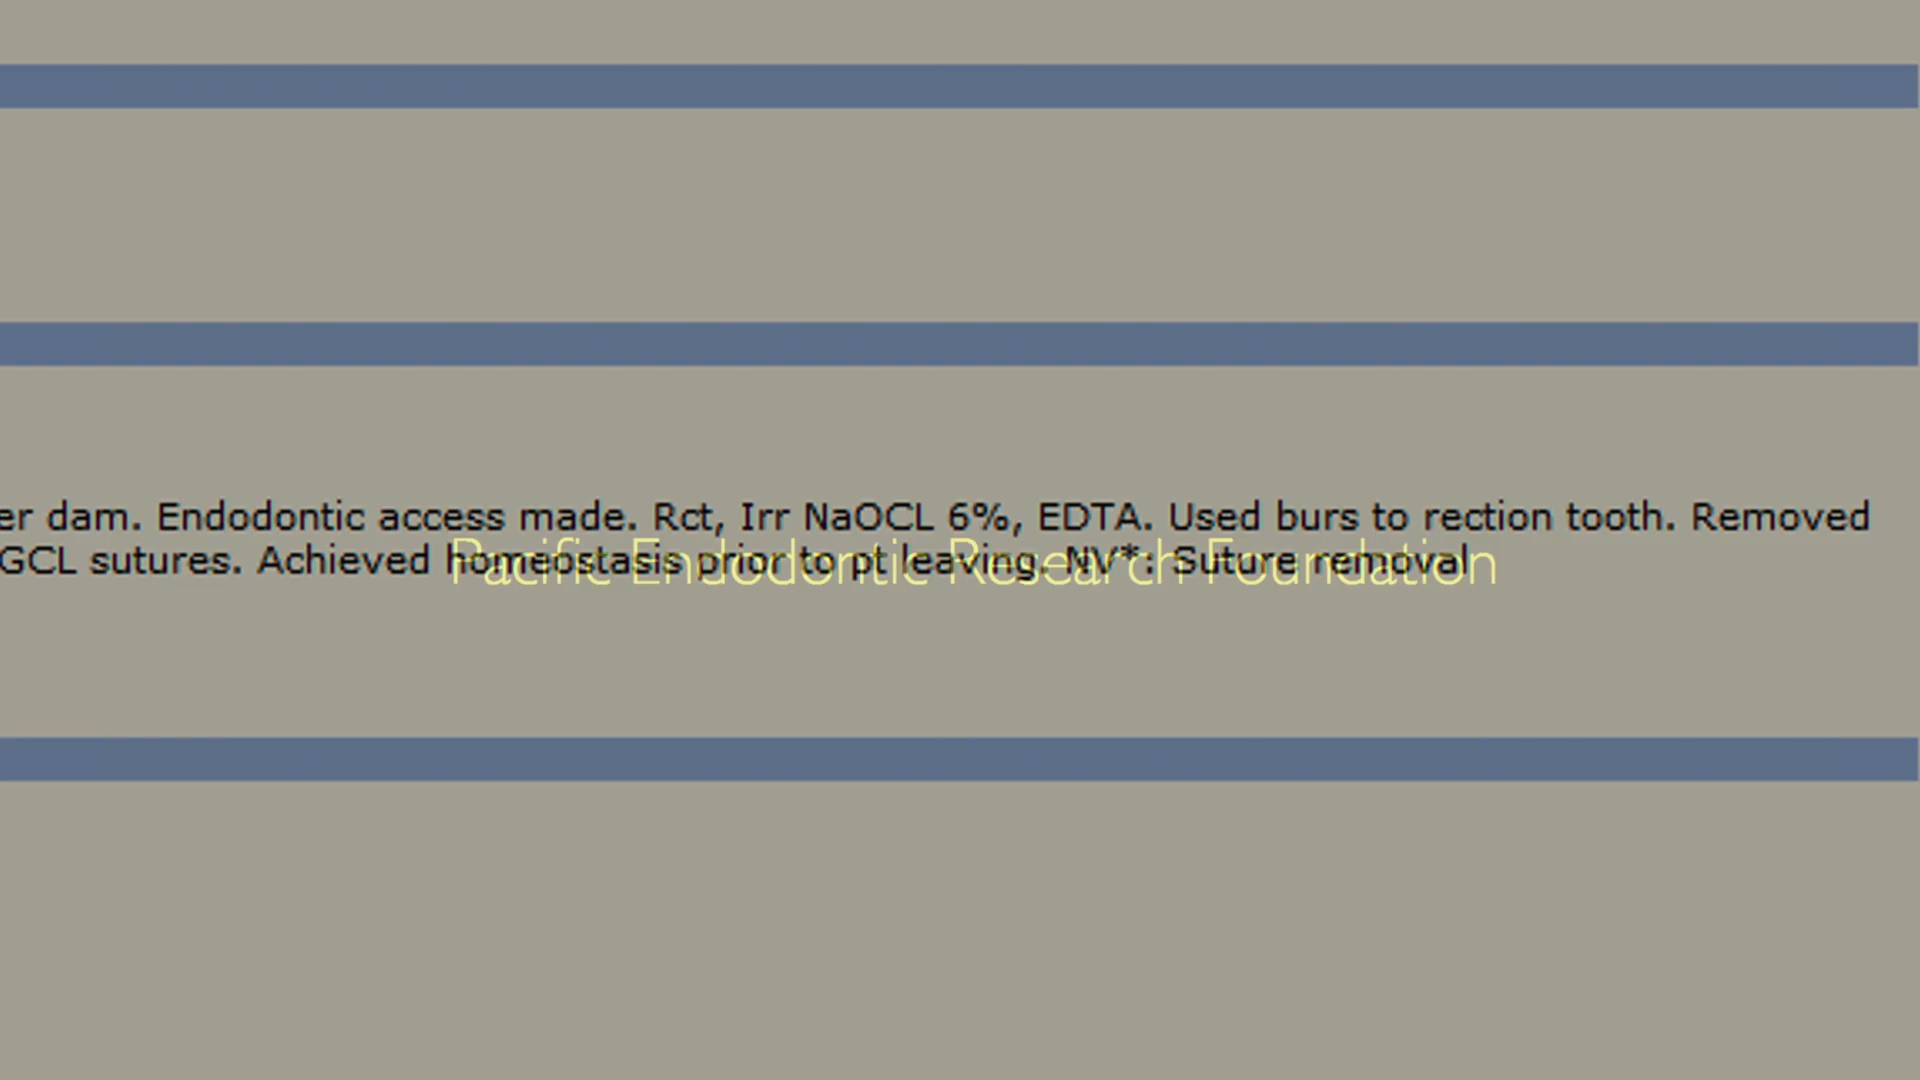 er dam. Endodontic access made. Rct, Irr NaOCL 6%, EDTA. Used burs to rection tooth. Removed
GCL sutures. Achieved homeostasis prior to pt leaving. NV*: Suture removal
Pacific Endodontic Research Foundation